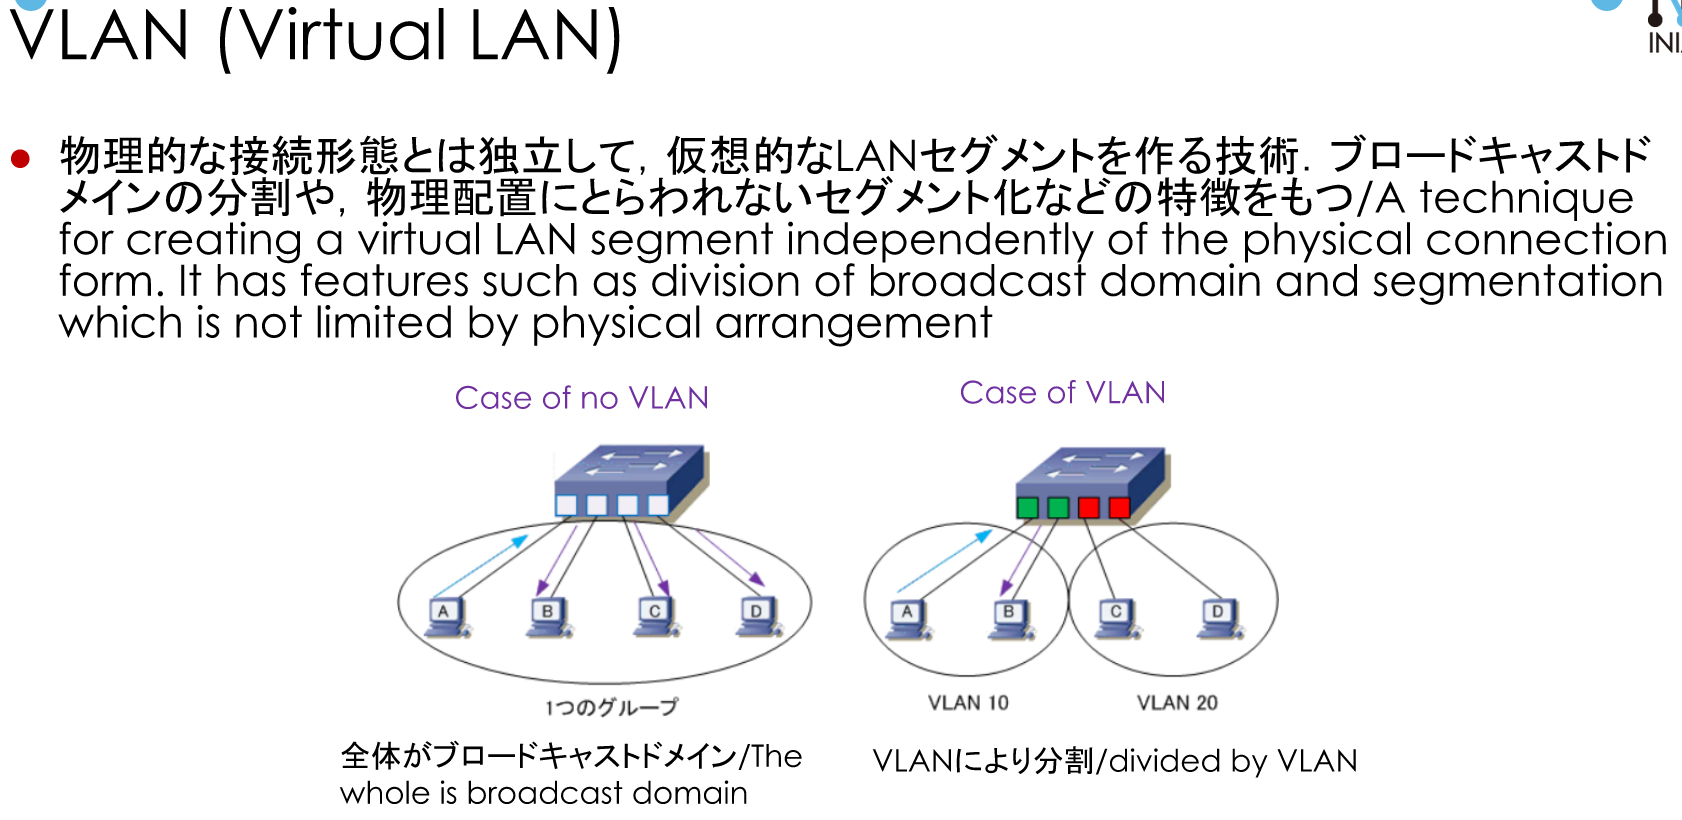 VLAN (Virtual LAN)
物理的な接続形態とは独立して，仮想的なLANセグメントを作る技術．ブロードキャストド
メインの分割や，物理配置にとらわれないセグメント化などの特徴をもつ/A technique
for creating a virtual LAN segment independently of the physical connection
form. It has features such as division of broadcast domain and segmentation
which is not limited by physical arrangement
Case of no VLAN
A B C D
1つのグループ
全体がブロードキャストドメイン/The
whole is broadcast domain
Case of VLAN
A B C D
VLAN 10
VLAN 20
VLANにより分割/divided by VLAN